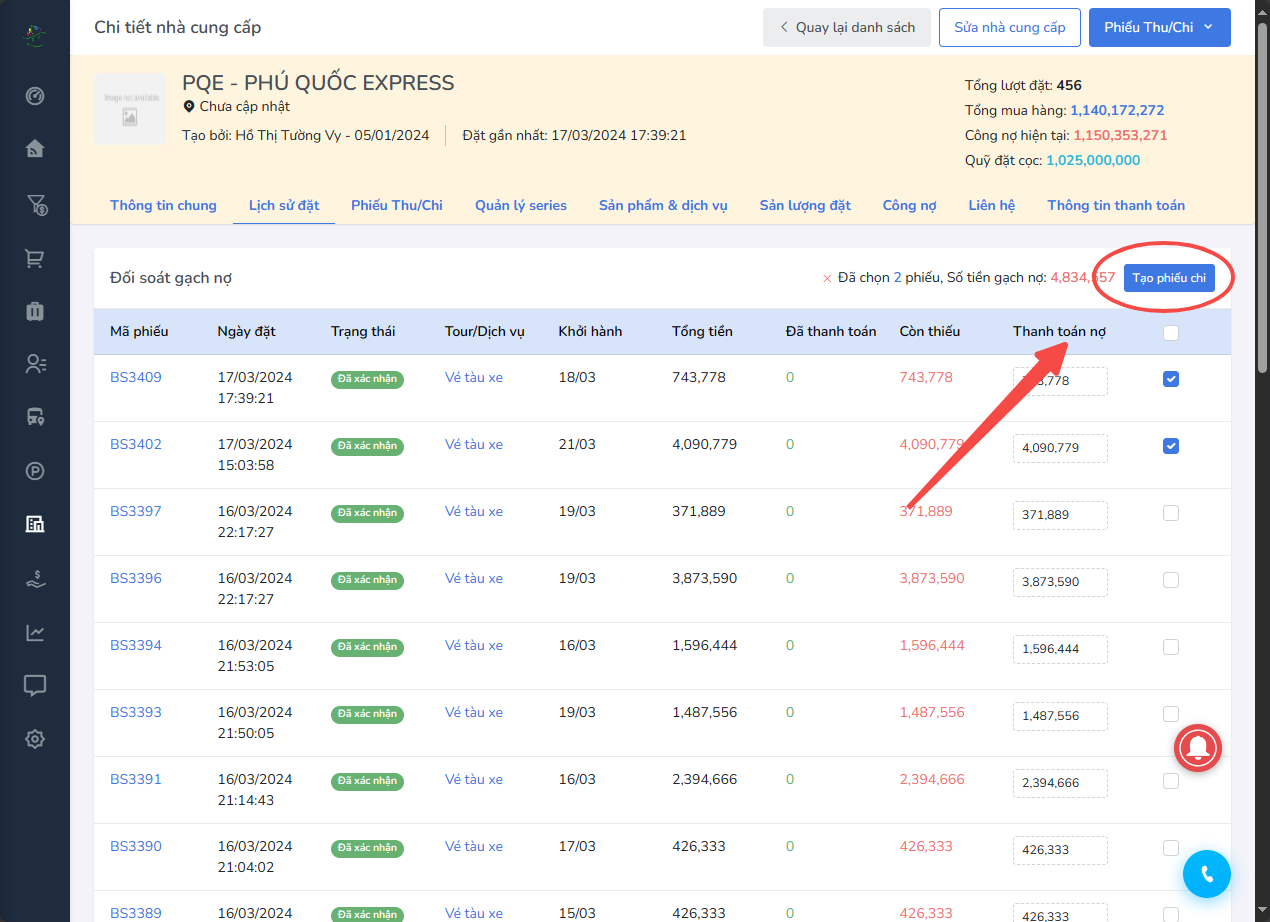 Chi tiết nhà cung cấp
Quay lại danh sách
Sửa nhà cung cấp
Phiếu Thu/Chi
Image not available
PQE - PHÚ QUỐC EXPRESS
Chưa cập nhật
Tạo bởi: Hồ Thị Tường Vy - 05/01/2024
Đặt gần nhất: 17/03/2024 17:39:21
Tổng lượt đặt: 456
Tổng mua hàng: 1,140,172,272
Công nợ hiện tại: 1,150,353,271
Quỹ đặt cọc: 1,025,000,000
Thông tin chung Lịch sử đặt Phiếu Thu/Chi Quản lý series Sản phẩm & dịch vụ Sản lượng đặt Công nợ Liên hệ Thông tin thanh toán
Đối soát gạch nợ
× Đã chọn 2 phiếu, Số tiền gạch nợ: 4,834,557 Tạo phiếu chi
Mã phiếu Ngày đặt Trạng thái Tour/Dịch vụ Khởi hành Tổng tiền Đã thanh toán Còn thiếu Thanh toán nợ
BS3409 17/03/2024 Đã xác nhận Vé tàu xe 18/03 743,778 0 743,778 743,778
17:39:21
BS3402 17/03/2024 Đã xác nhận Vé tàu xe 21/03 4,090,779 0 4,090,779 4,090,779
15:03:58
BS3397 16/03/2024 Đã xác nhận Vé tàu xe 19/03 371,889 0 371,889 371,889
22:17:27
BS3396 16/03/2024 Đã xác nhận Vé tàu xe 19/03 3,873,590 0 3,873,590 3,873,590
22:17:27
BS3394 16/03/2024 Đã xác nhận Vé tàu xe 16/03 1,596,444 0 1,596,444 1,596,444
21:53:05
BS3393 16/03/2024 Đã xác nhận Vé tàu xe 19/03 1,487,556 0 1,487,556 1,487,556
21:50:05
BS3391 16/03/2024 Đã xác nhận Vé tàu xe 16/03 2,394,666 0 2,394,666 2,394,666
21:14:43
BS3390 16/03/2024 Đã xác nhận Vé tàu xe 17/03 426,333 0 426,333 426,333
21:04:02
BS3389 16/03/2024 Đã xác nhận Vé tàu xe 15/03 426,333 0 426,333 426,333